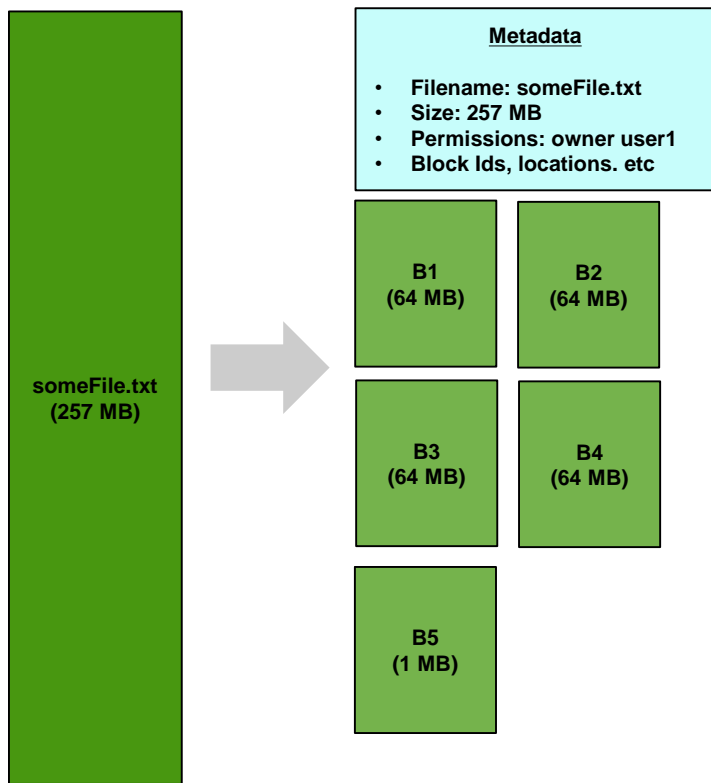 Metadata
• Filename: someFile.txt
• Size: 257 MB
• Permissions: owner user1
• Block Ids, locations. etc
B1
(64 MB)
B2
(64 MB)
someFile.txt
(257 MB)
B3
(64 MB)
B4
(64 MB)
B5
(1 MB)